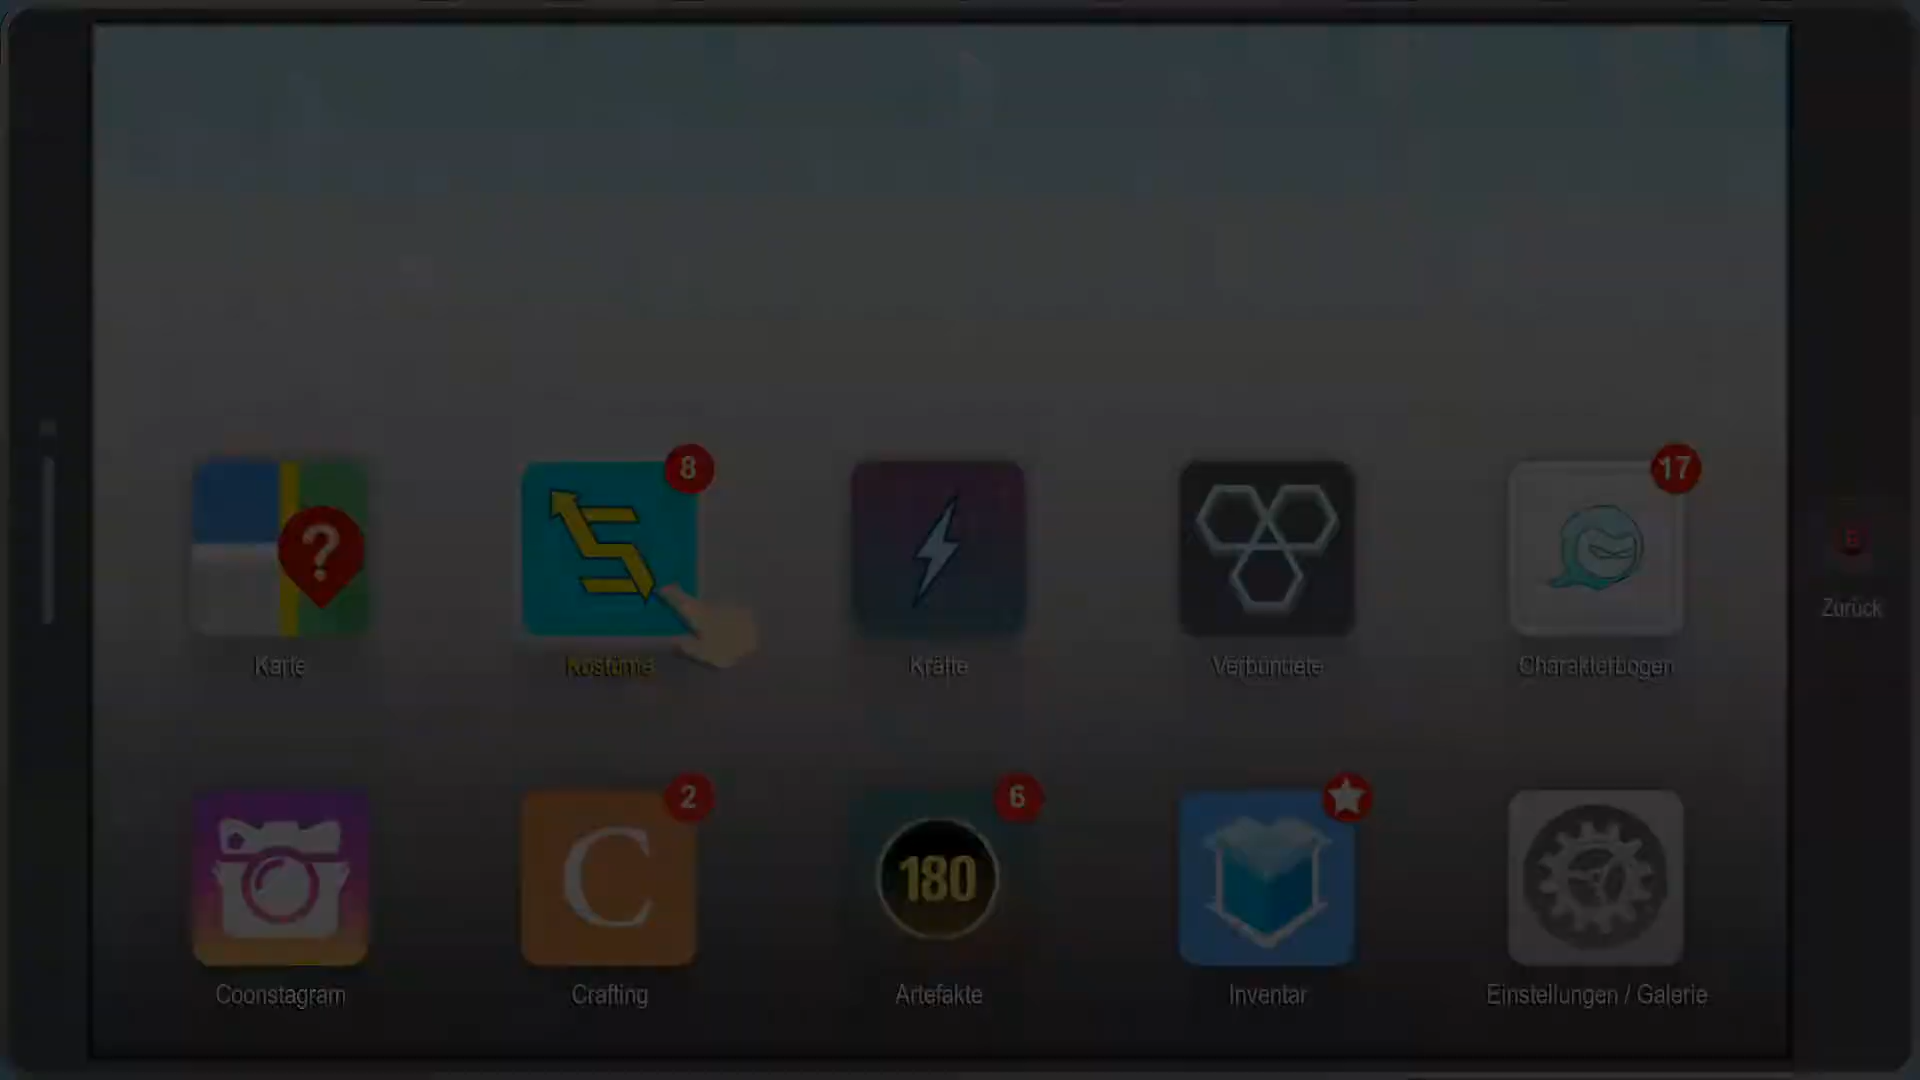 8
17
?
B
Zurück
Karte
Kostüme
Kräfte
Verbündete
Charakterbogen
2
6
C
180
Coonstagram
Crafting
Artefakte
Inventar
Einstellungen / Galerie